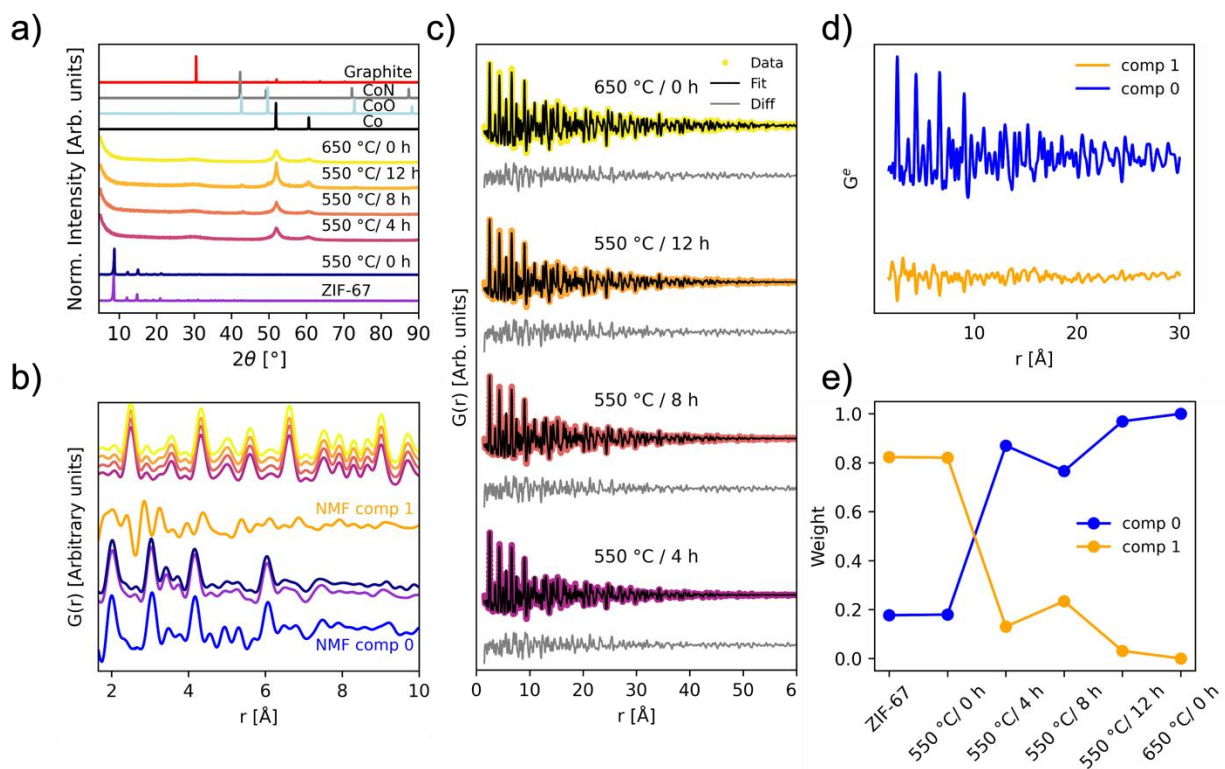 a)
Norm. Intensity [Arb. units]
Graphite
CoN
CoO
Co
650 °C/ 0 h
550 °C/ 12 h
550 °C/ 8 h
550 °C/ 4 h
550 °C/ 0 h
ZIF-67
10 20 30 40 50 60 70 80 90
2θ [°]
b)
G(r) [Arbitrary units]
NMF comp 1
NMF comp 0
2 4 6 8 10
r [Å]
c)
G(r) [Arb. units]
Data
Fit
Diff
650 °C / 0 h
550 °C / 12 h
550 °C / 8 h
550 °C / 4 h
0 10 20 30 40 50 6
r [Å]
d)
G^e
comp 1
comp 0
10 20 30
r [Å]
e)
Weight
1.0
0.8
0.6
0.4
0.2
0.0
comp 0
comp 1
ZIF-67
550 °C/ 0 h
550 °C/ 4 h
550 °C/ 8 h
550 °C/ 12 h
650 °C/ 0 h